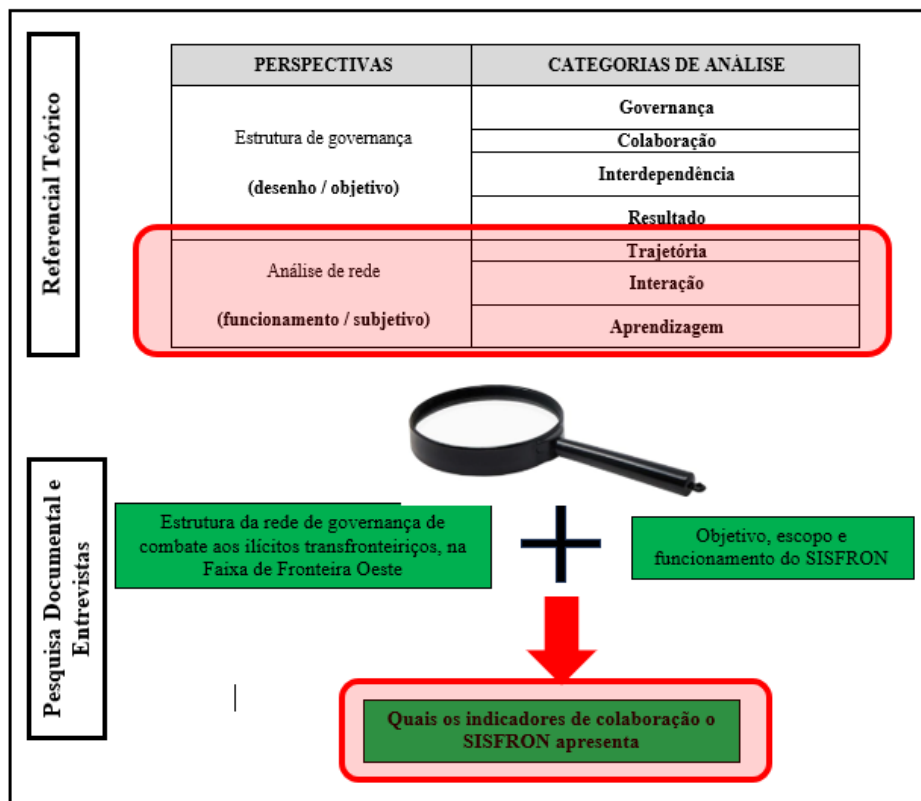 Referencial Teórico
PERSPECTIVAS
CATEGORIAS DE ANÁLISE
Estrutura de governança
(desenho / objetivo)
Governança
Colaboração
Interdependência
Resultado
Análise de rede
(funcionamento / subjetivo)
Trajetória
Interação
Aprendizagem
Pesquisa Documental e
Entrevistas
Estrutura da rede de governança de
combate aos ilícitos transfronteiriços, na
Faixa de Fronteira Oeste
Objetivo, escopo e
funcionamento do SISFRON
Quais os indicadores de colaboração o
SISFRON apresenta